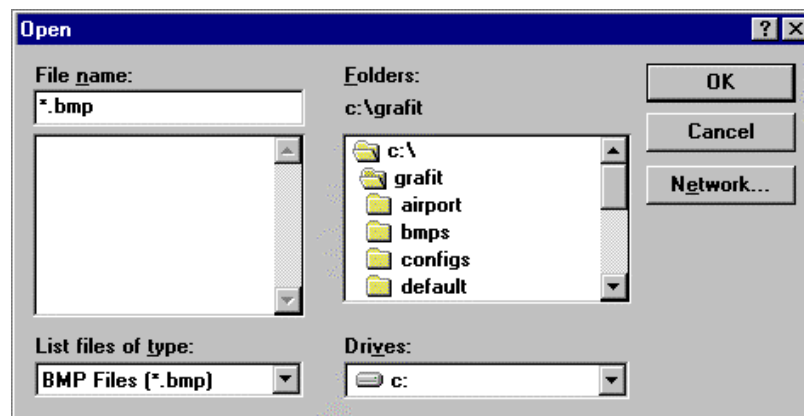 Open
File name:
*.bmp
List files of type:
BMP Files (*.bmp)
Folders:
c:\grafit
c:\
grafit
airport
bmps
configs
default
Drives:
c:
OK
Cancel
Network...